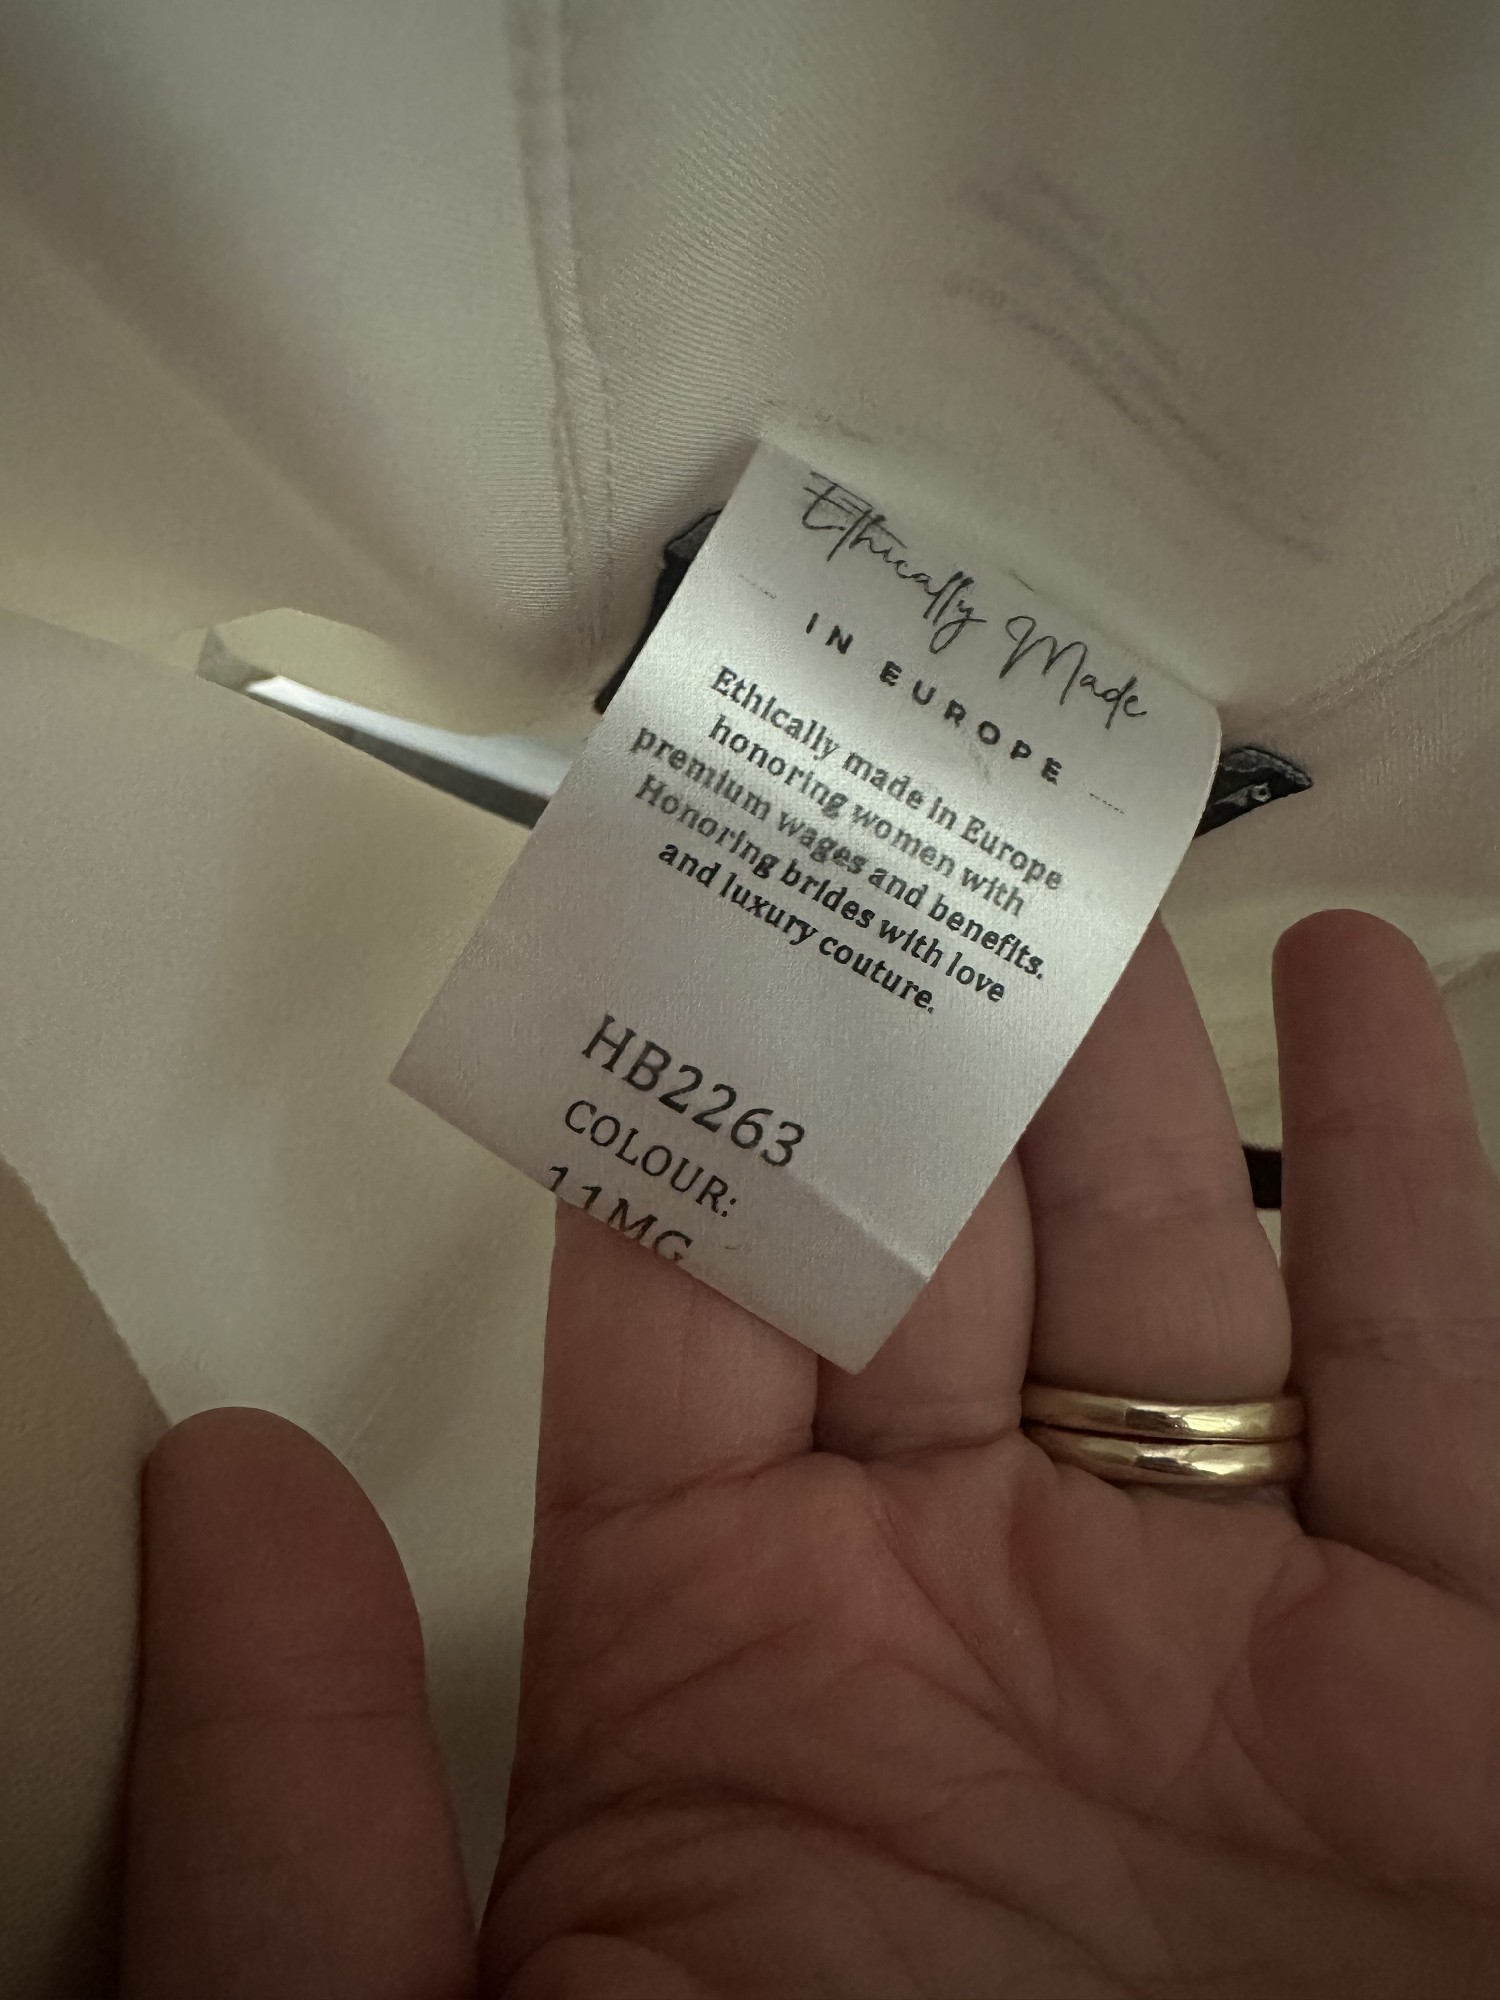 Ethically Made
IN EUROPE
Ethically made in Europe
honoring women with
premium wages and benefits.
Honoring brides with love
and luxury couture.
HB2263
COLOUR:
11MG